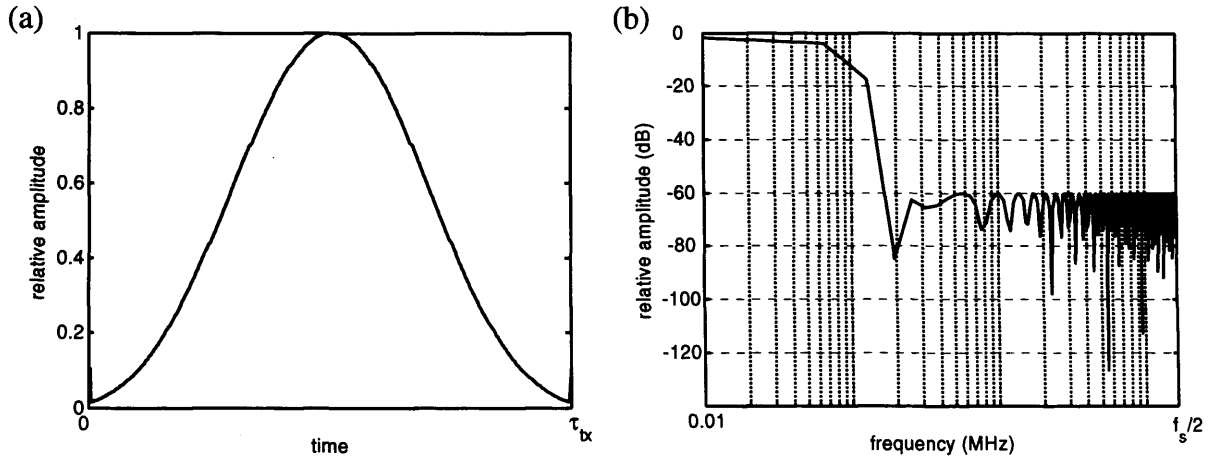 (a)
1
0.8
0.6
0.4
0.2
0
relative amplitude
0
τtx
time
(b)
0
-20
-40
-60
-80
-100
-120
relative amplitude (dB)
0.01
fs/2
frequency (MHz)